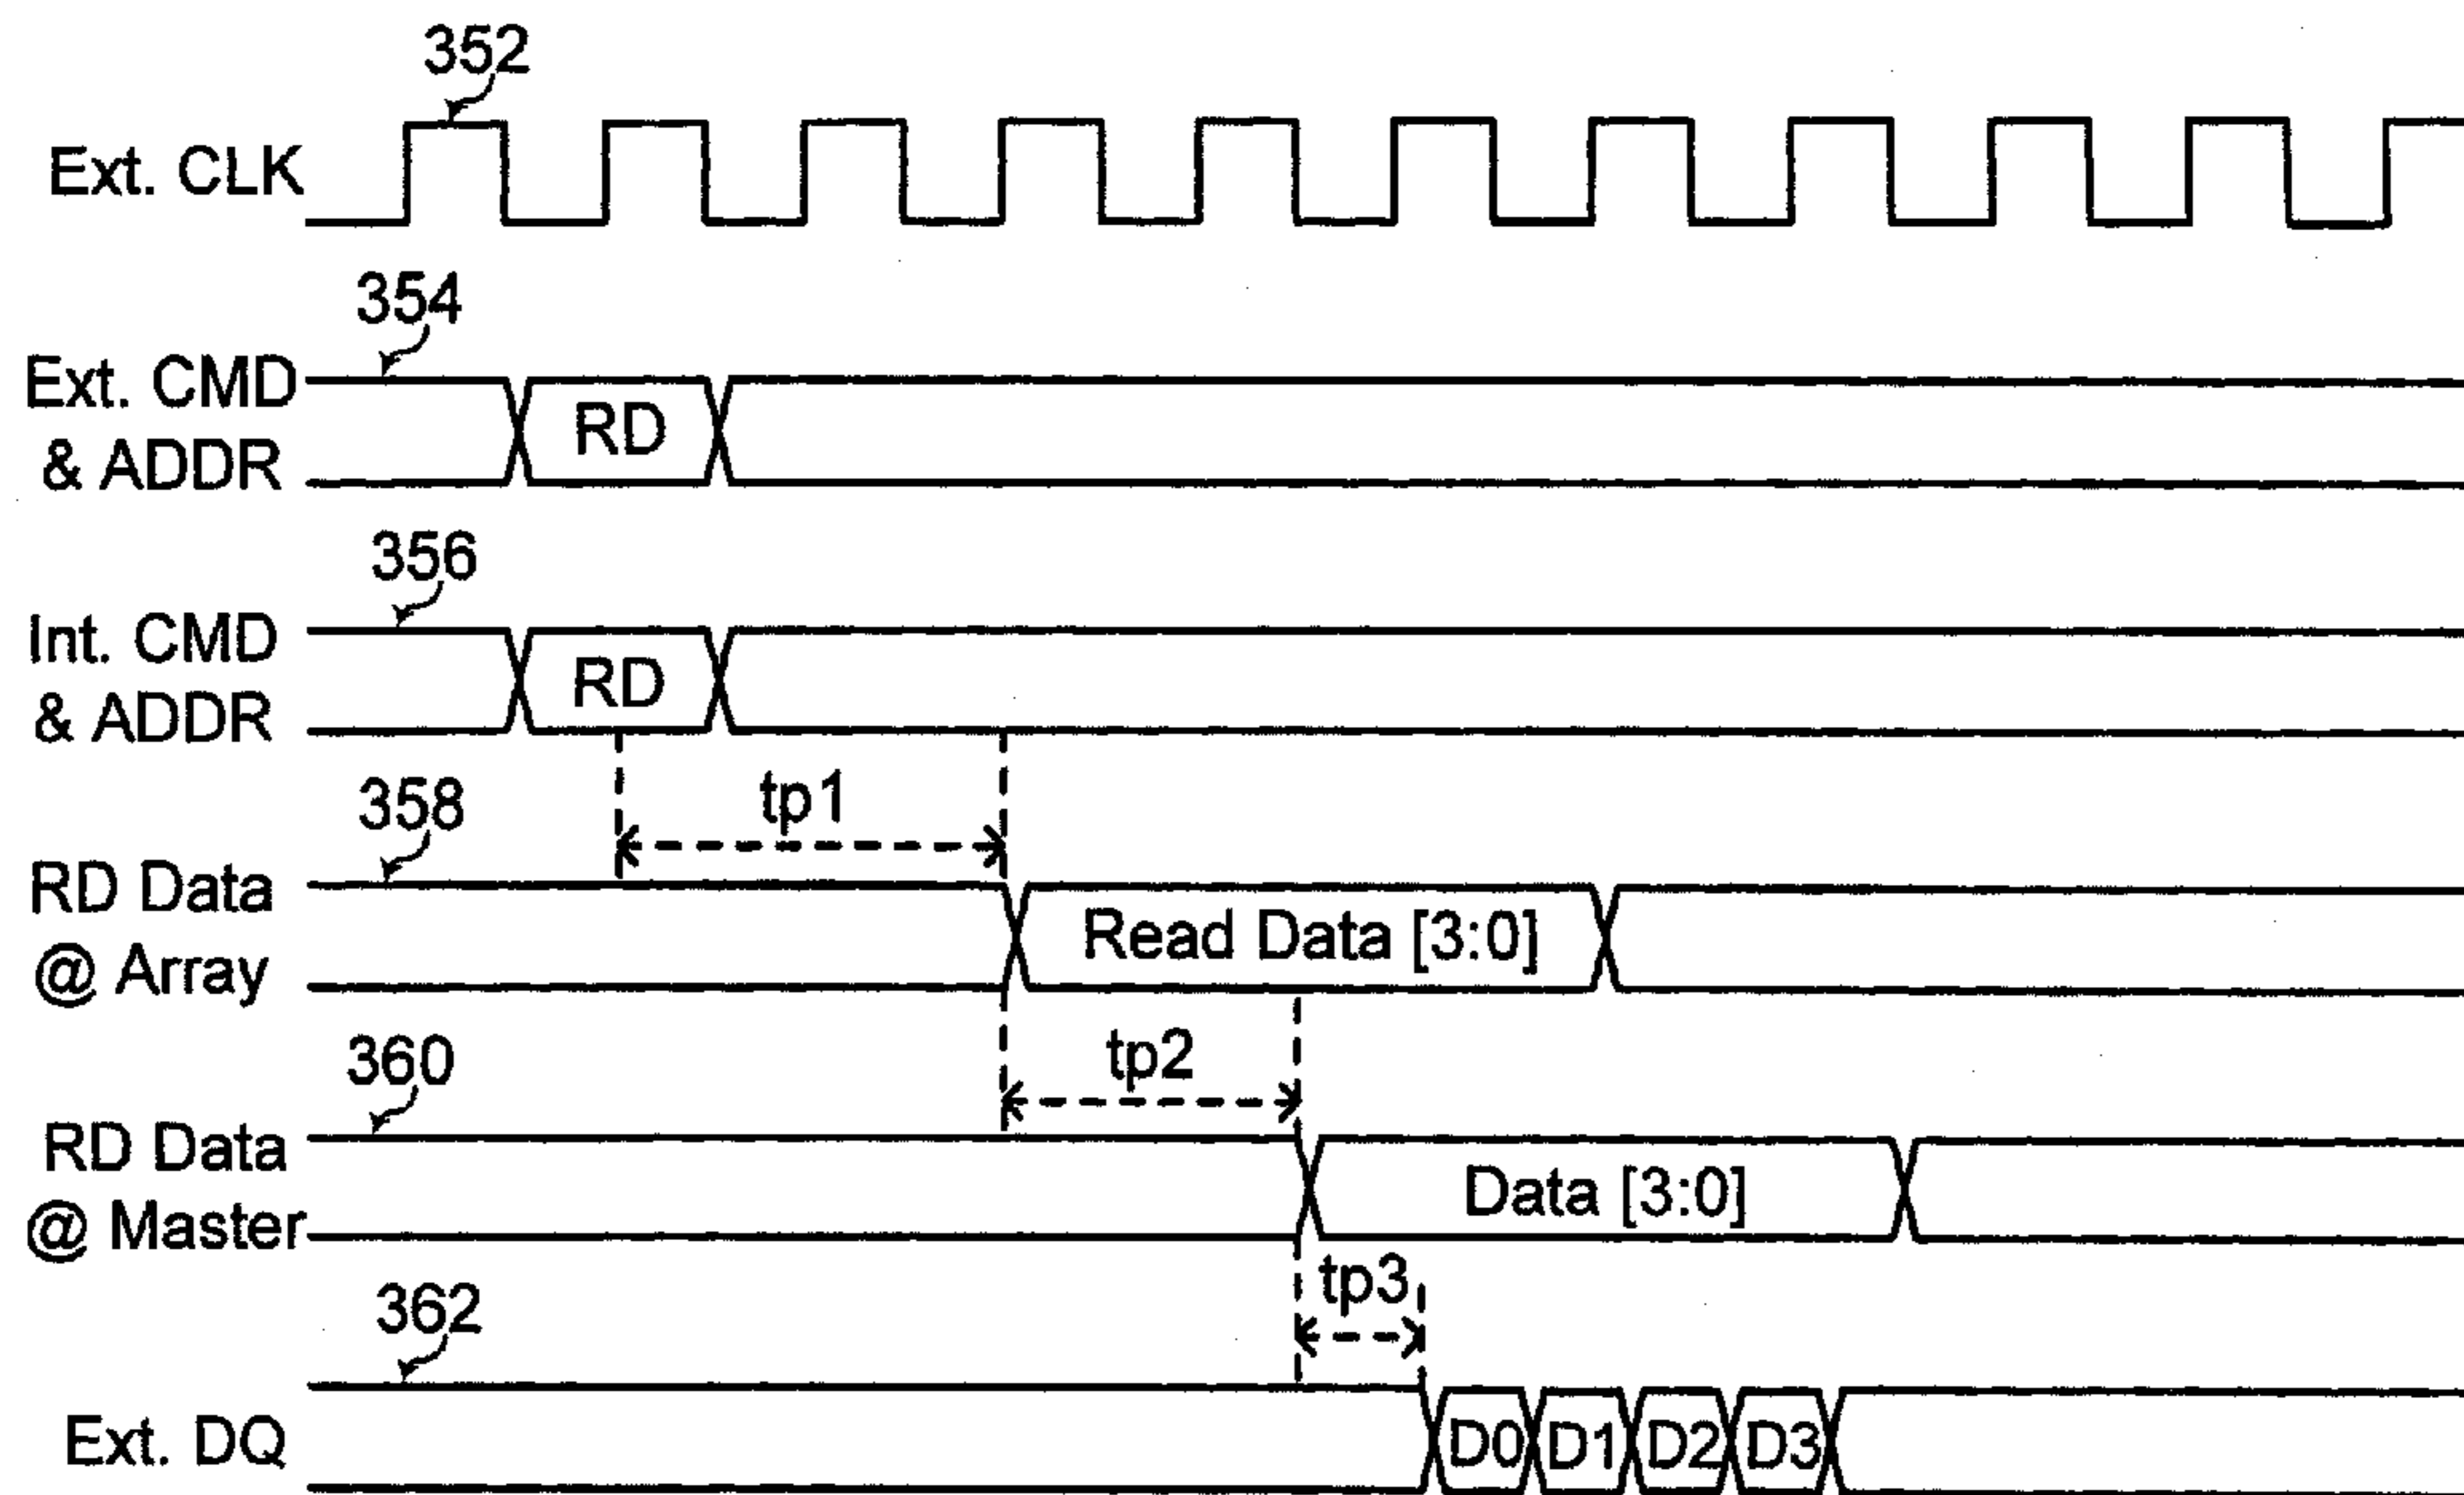 352
Ext. CLK
354
Ext. CMD
& ADDR
RD
356
Int. CMD
& ADDR
RD
tp1
358
RD Data
@ Array
Read Data [3:0]
tp2
360
RD Data
@ Master
Data [3:0]
tp3
362
Ext. DQ
D0 D1 D2 D3